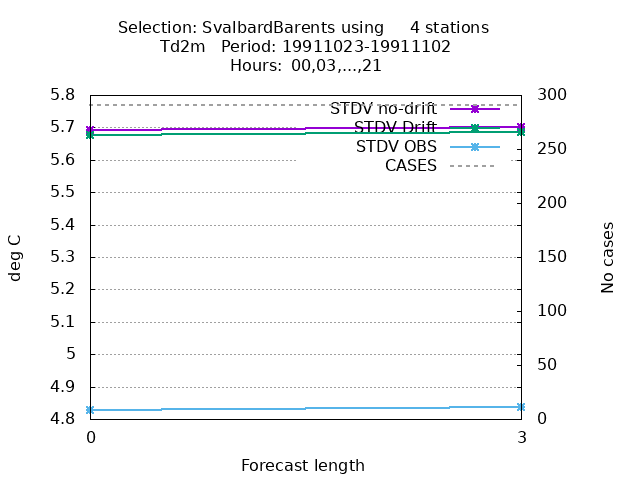 Selection: SvalbardBarents using     4 stations
Td2m   Period: 19911023-19911102
Hours:  00,03,...,21
STDV no-drift
STDV Drift
STDV OBS
CASES
5.8
5.7
5.6
5.5
5.4
5.3
5.2
5.1
5
4.9
4.8
300
250
200
150
100
50
0
deg C
No cases
0
3
Forecast length